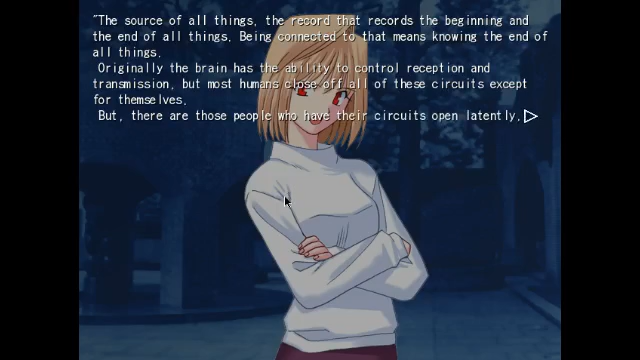 "The source of all things, the record that records the beginning and
the end of all things. Being connected to that means knowing the end of
all things.
Originally the brain has the ability to control reception and
transmission, but most humans close off all of these circuits except
for themselves.
But, there are those people who have their circuits open latently.